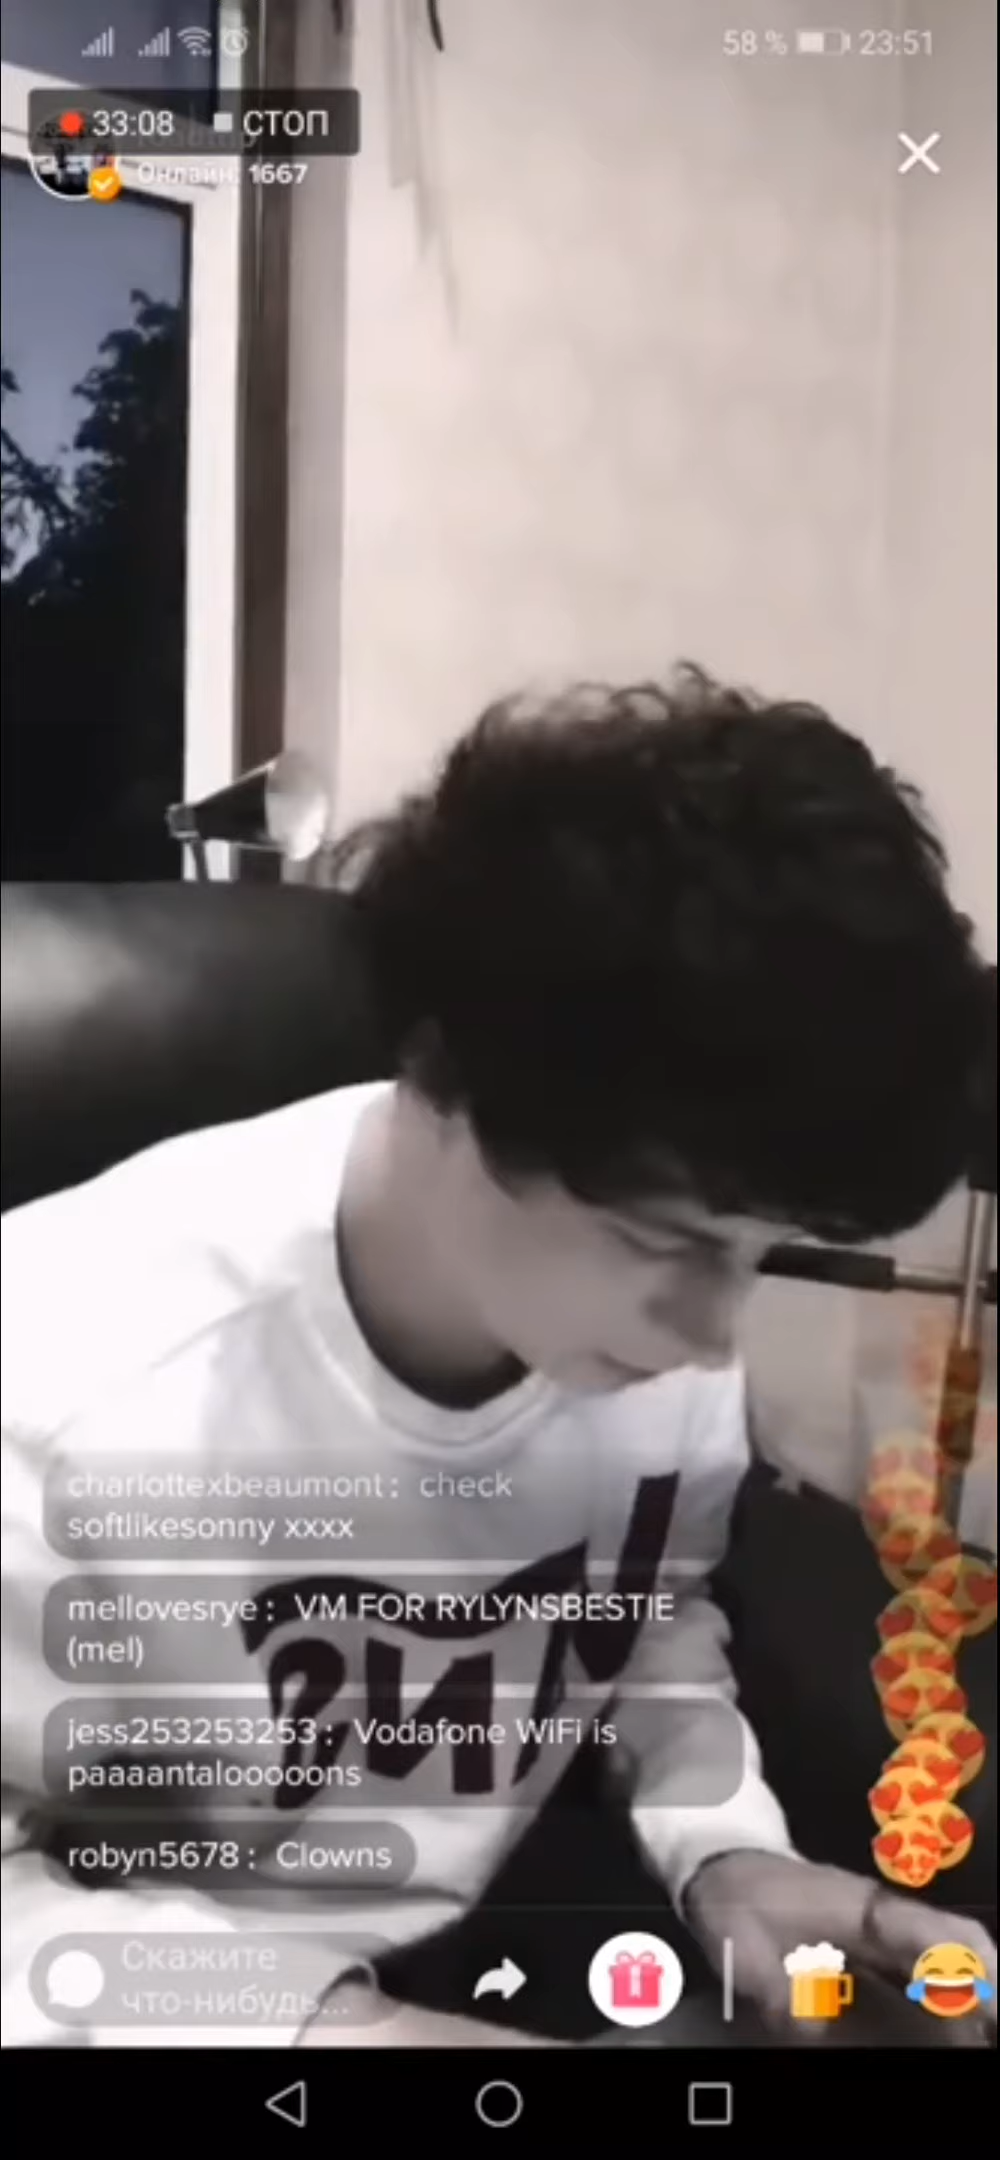 58 % 23:51
33:08 СТОП
Онлайн: 1667
charlottexbeaumont: check
softlikesonny xxxx
mellovesrye: VM FOR RYLYNSBESTIE
(mel)
jess253253253: Vodafone WiFi is
paaaantalooooons
robyn5678: Clowns
Скажите
что-нибудь...